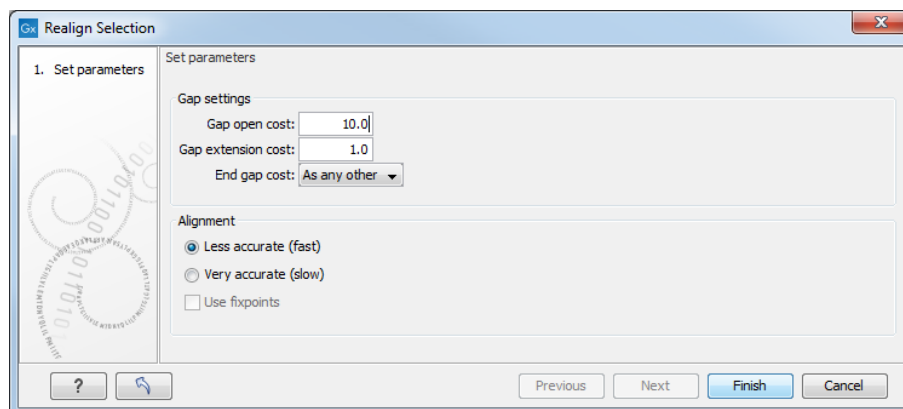 Gx Realign Selection
1. Set parameters
Set parameters
Gap settings
Gap open cost: 10.0
Gap extension cost: 1.0
End gap cost: As any other
Alignment
Less accurate (fast)
Very accurate (slow)
Use fixpoints
? Previous Next Finish Cancel